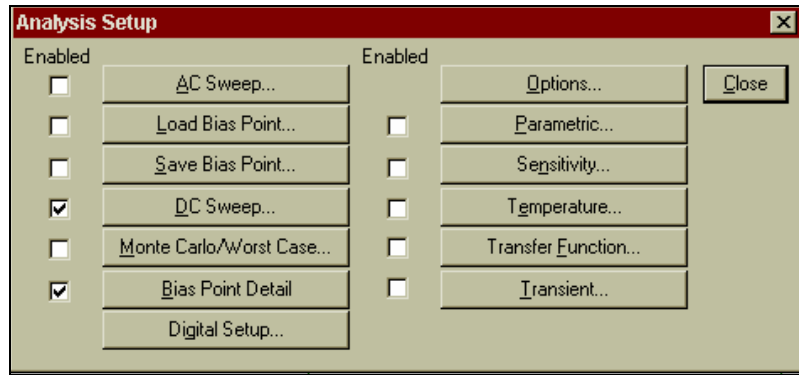 Analysis Setup
Enabled
AC Sweep...
Load Bias Point...
Save Bias Point...
DC Sweep...
Monte Carlo/Worst Case...
Bias Point Detail
Digital Setup...
Enabled
Options...
Parametric...
Sensitivity...
Temperature...
Transfer Function...
Transient...
Close